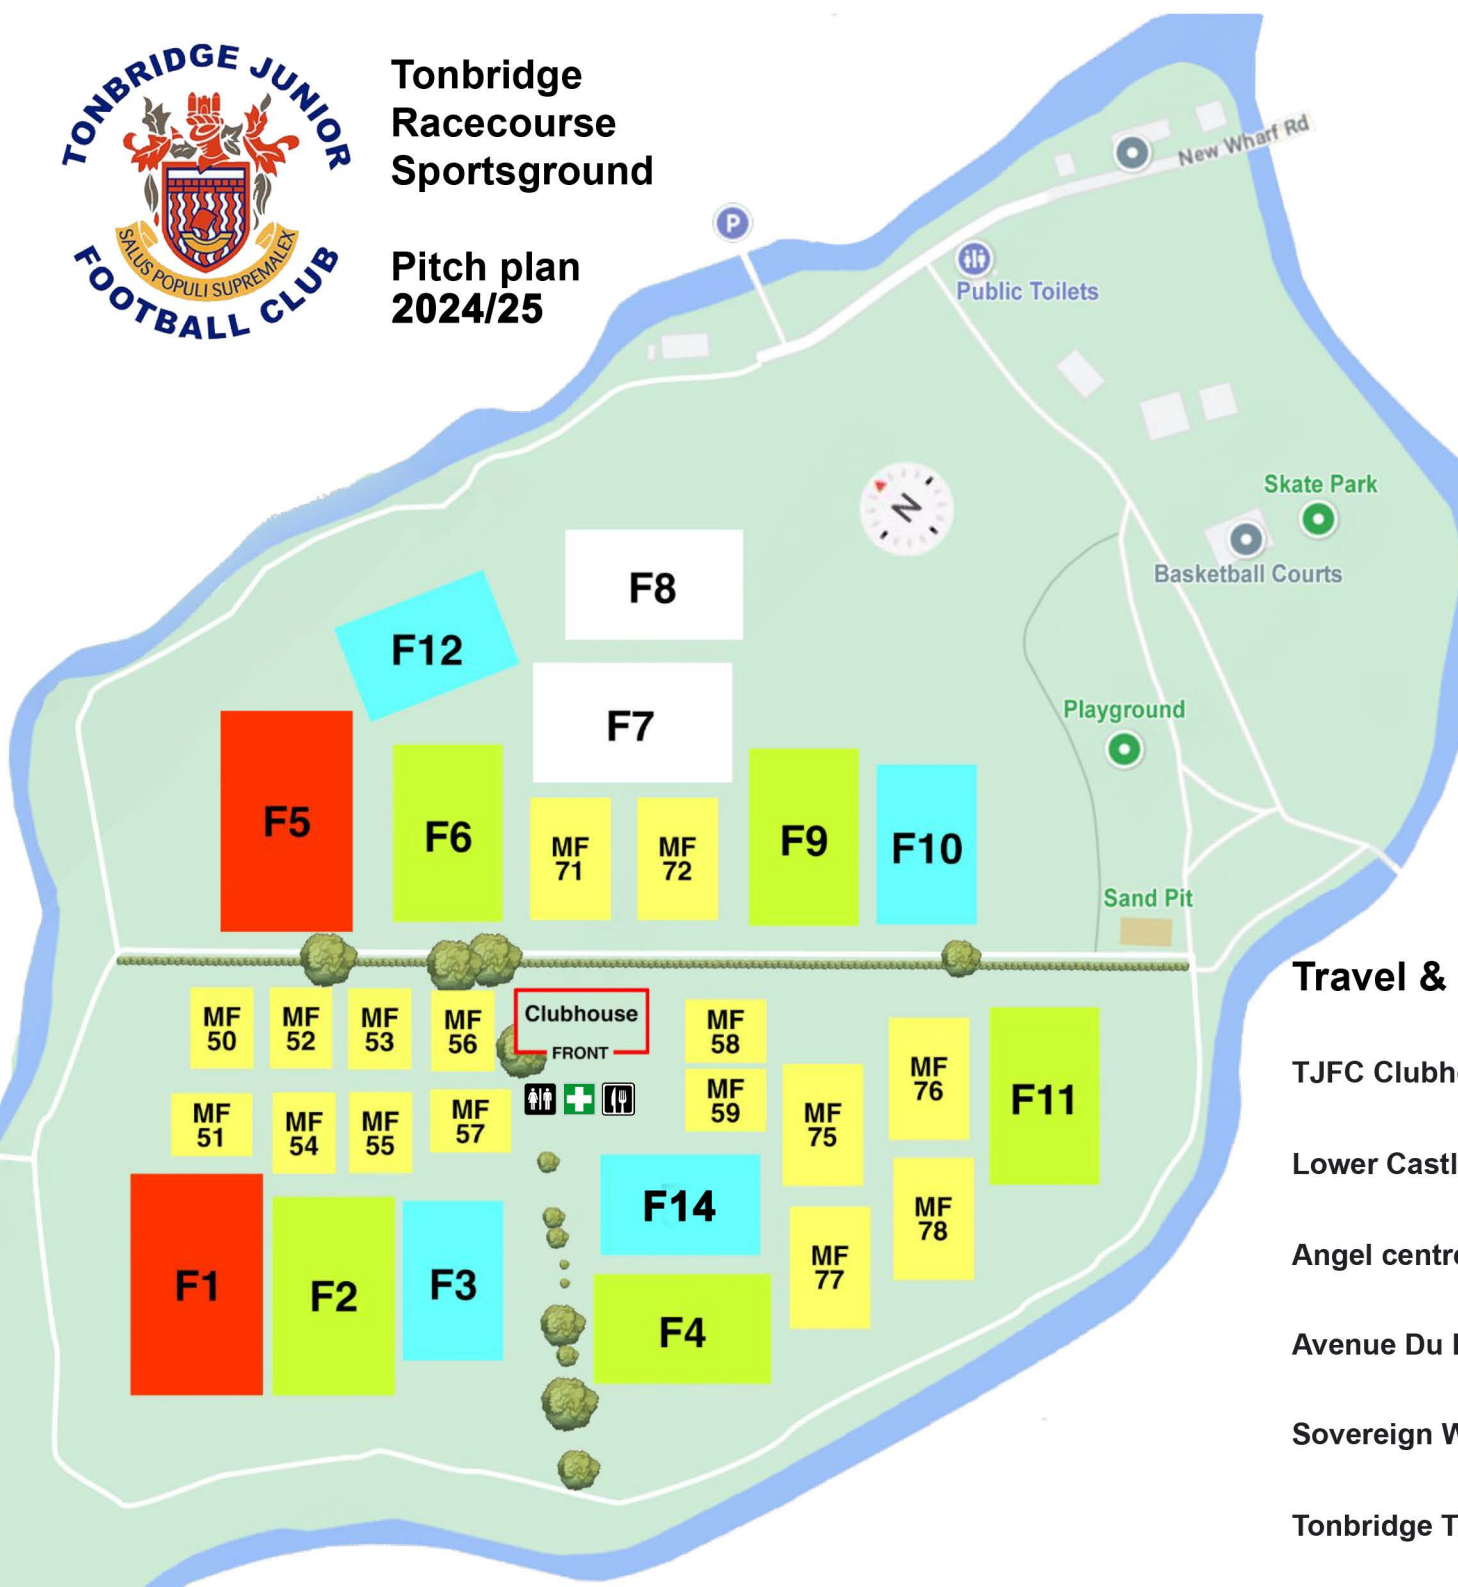 TONBRIDGE JUNIOR
FOOTBALL CLUB
SALUS POPULI SUPREMALEX
Tonbridge
Racecourse
Sportsground
Pitch plan
2024/25
New Wharf Rd
P
Public Toilets
N
Skate Park
Basketball Courts
F8
F12
F7
Playground
F5
F6
MF
71
MF
72
F9
F10
Sand Pit
MF
50
MF
52
MF
53
MF
56
Clubhouse
FRONT
MF
58
MF
59
MF
76
F11
MF
51
MF
54
MF
55
MF
57
MF
75
F14
MF
78
MF
77
F1
F2
F3
F4
Travel &
TJFC Clubh
Lower Castl
Angel centr
Avenue Du
Sovereign W
Tonbridge T